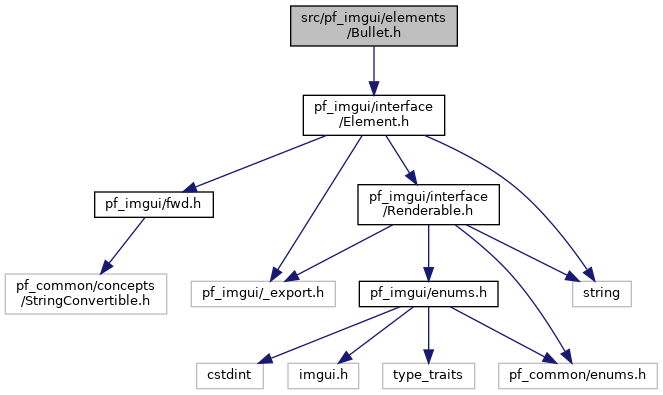 src/pf_imgui/elements
/Bullet.h
pf_imgui/interface
/Element.h
pf_imgui/fwd.h
pf_imgui/interface
/Renderable.h
pf_common/concepts
/StringConvertible.h
pf_imgui/_export.h
pf_imgui/enums.h
string
cstdint
imgui.h
type_traits
pf_common/enums.h